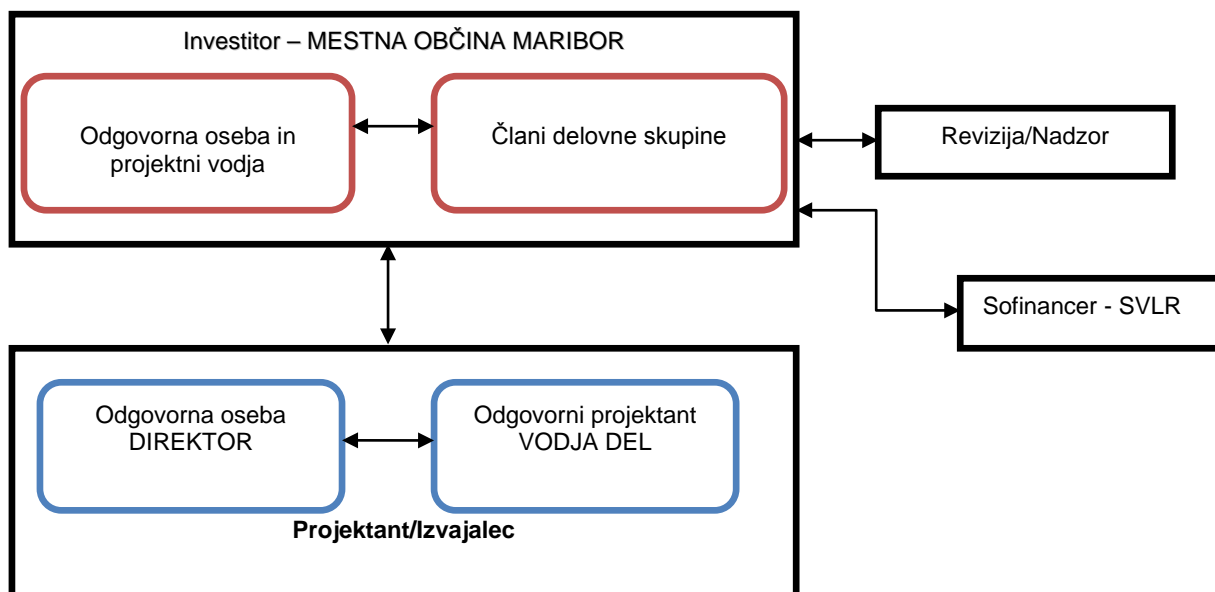 Investitor – MESTNA OBČINA MARIBOR
Odgovorna oseba in
projektni vodja
Člani delovne skupine
Revizija/Nadzor
Sofinancer - SVLR
Odgovorna oseba
DIREKTOR
Odgovorni projektant
VODJA DEL
Projektant/Izvajalec